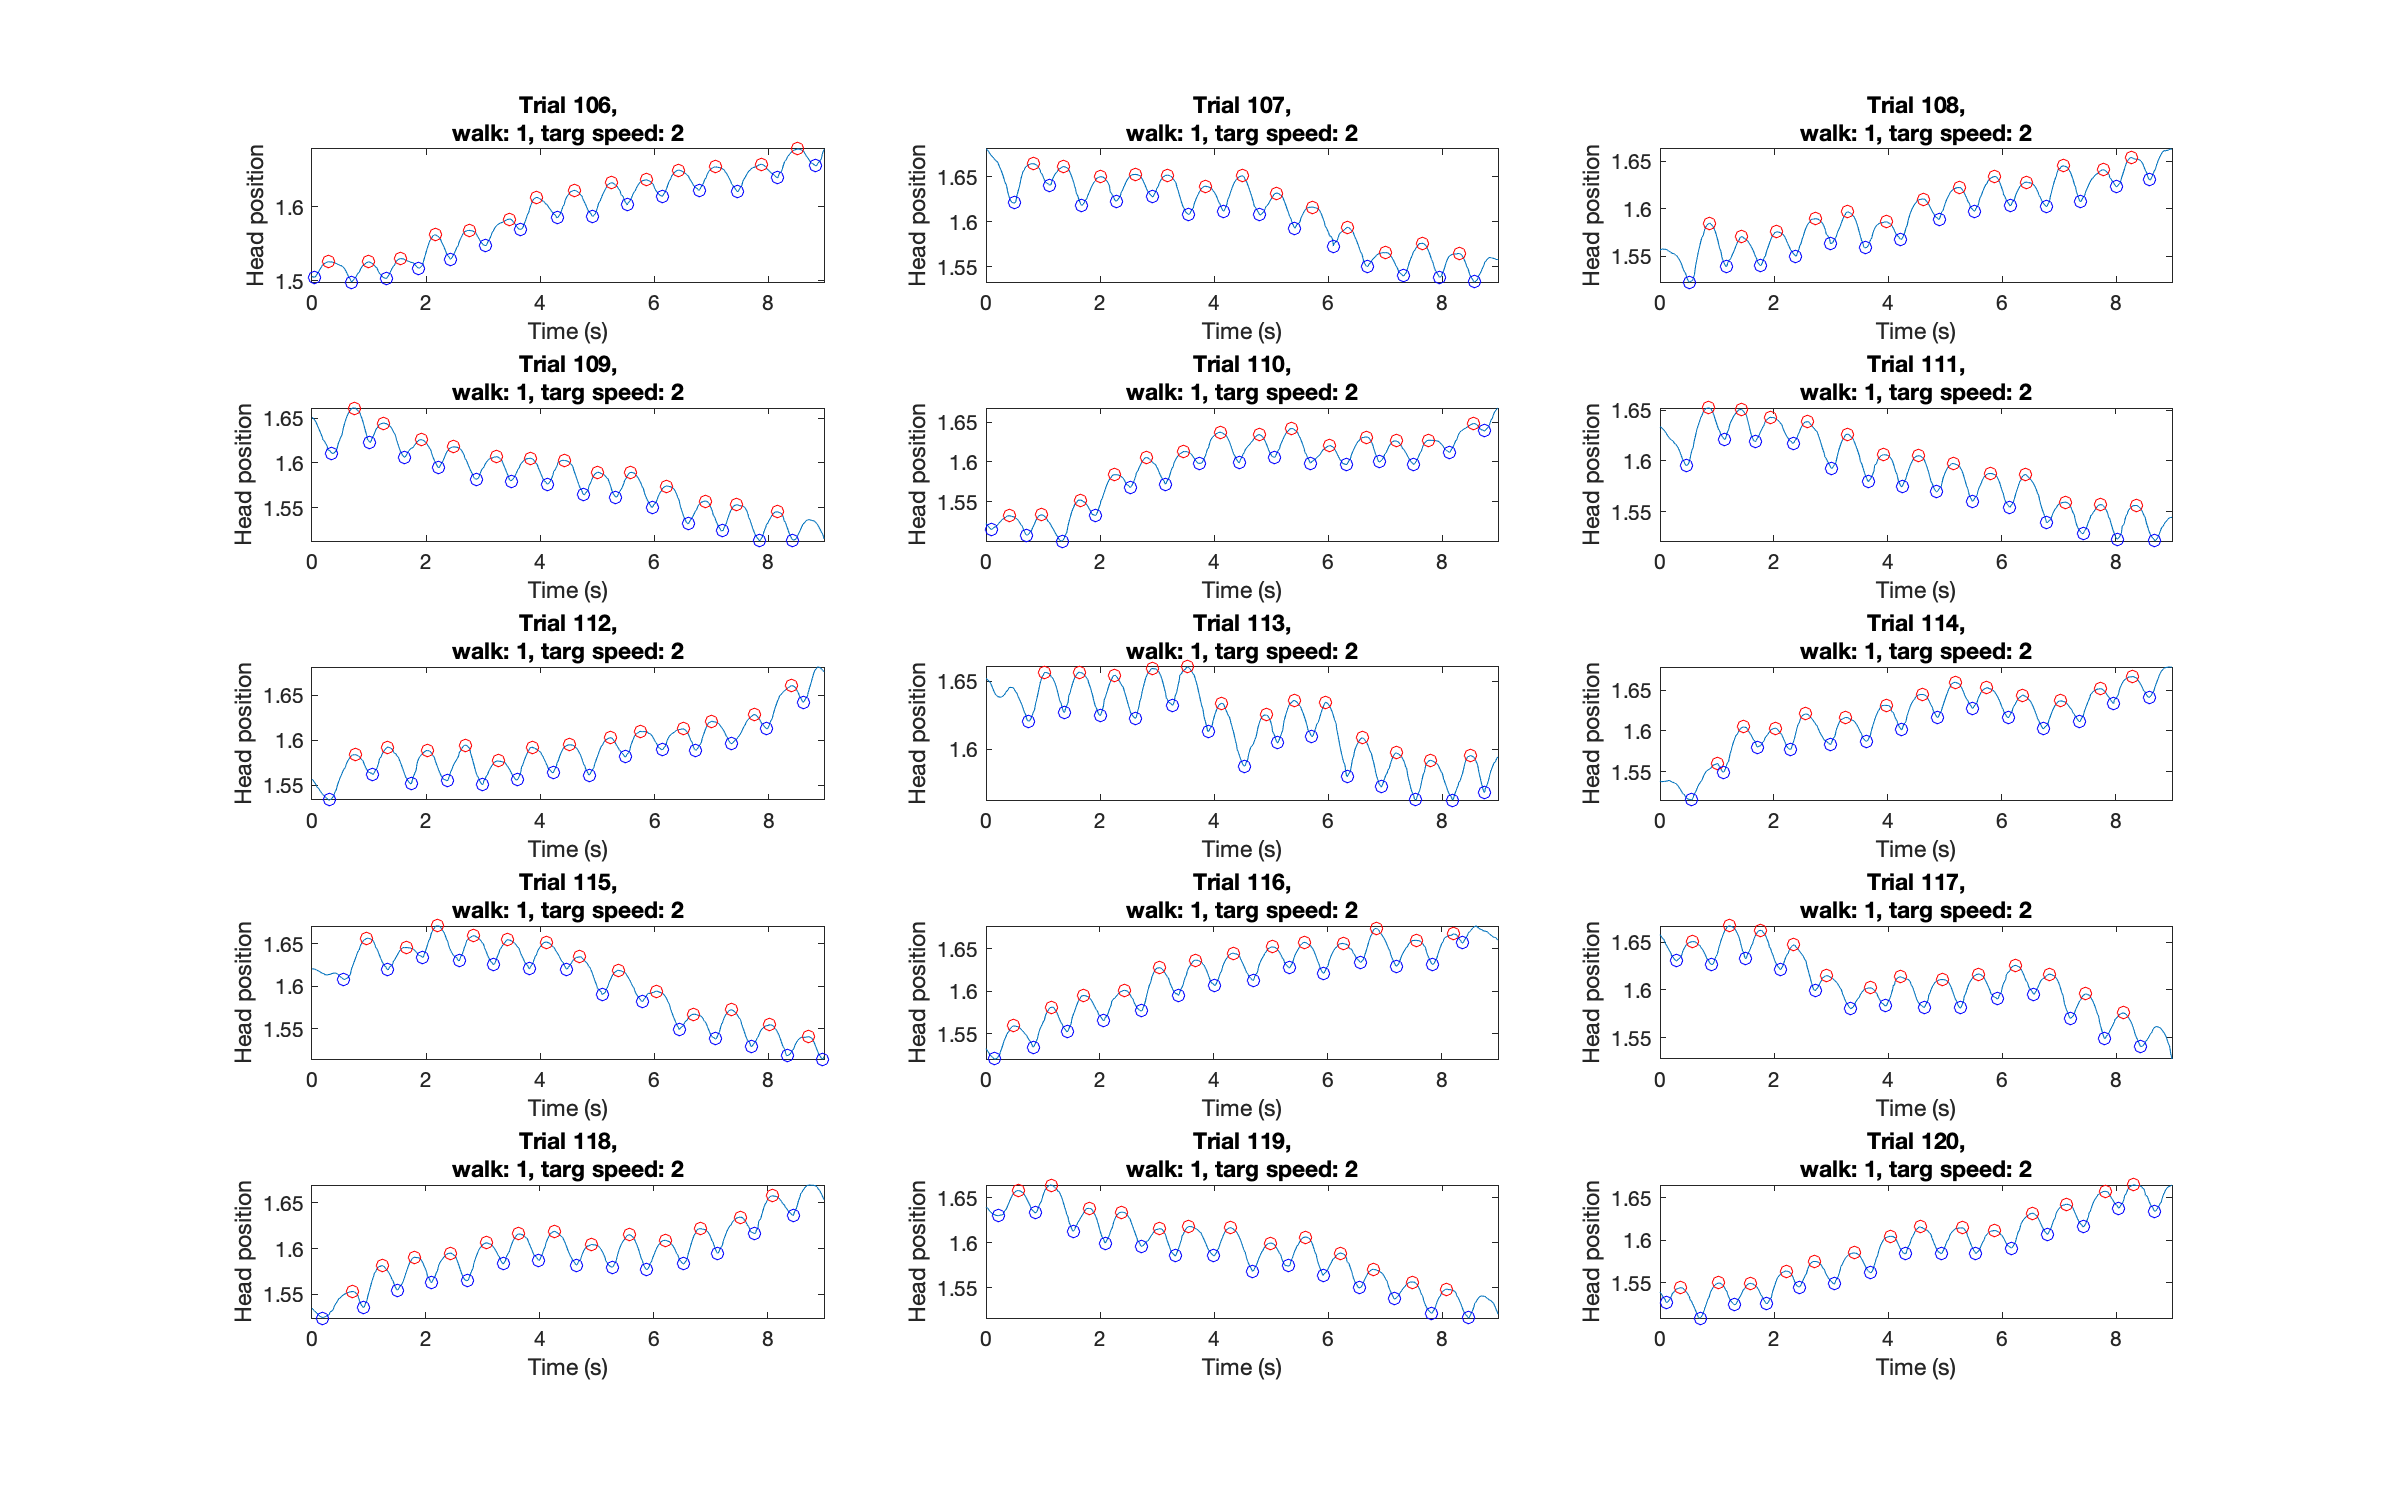 Trial 106,
walk: 1, targ speed: 2
Head position
1.6
1.5
0 2 4 6 8
Time (s)
Trial 107,
walk: 1, targ speed: 2
Head position
1.65
1.6
1.55
0 2 4 6 8
Time (s)
Trial 108,
walk: 1, targ speed: 2
Head position
1.65
1.6
1.55
0 2 4 6 8
Time (s)
Trial 109,
walk: 1, targ speed: 2
Head position
1.65
1.6
1.55
0 2 4 6 8
Time (s)
Trial 110,
walk: 1, targ speed: 2
Head position
1.65
1.6
1.55
0 2 4 6 8
Time (s)
Trial 111,
walk: 1, targ speed: 2
Head position
1.65
1.6
1.55
0 2 4 6 8
Time (s)
Trial 112,
walk: 1, targ speed: 2
Head position
1.65
1.6
1.55
0 2 4 6 8
Time (s)
Trial 113,
walk: 1, targ speed: 2
Head position
1.65
1.6
0 2 4 6 8
Time (s)
Trial 114,
walk: 1, targ speed: 2
Head position
1.65
1.6
1.55
0 2 4 6 8
Time (s)
Trial 115,
walk: 1, targ speed: 2
Head position
1.65
1.6
1.55
0 2 4 6 8
Time (s)
Trial 116,
walk: 1, targ speed: 2
Head position
1.65
1.6
1.55
0 2 4 6 8
Time (s)
Trial 117,
walk: 1, targ speed: 2
Head position
1.65
1.6
1.55
0 2 4 6 8
Time (s)
Trial 118,
walk: 1, targ speed: 2
Head position
1.65
1.6
1.55
0 2 4 6 8
Time (s)
Trial 119,
walk: 1, targ speed: 2
Head position
1.65
1.6
1.55
0 2 4 6 8
Time (s)
Trial 120,
walk: 1, targ speed: 2
Head position
1.65
1.6
1.55
0 2 4 6 8
Time (s)